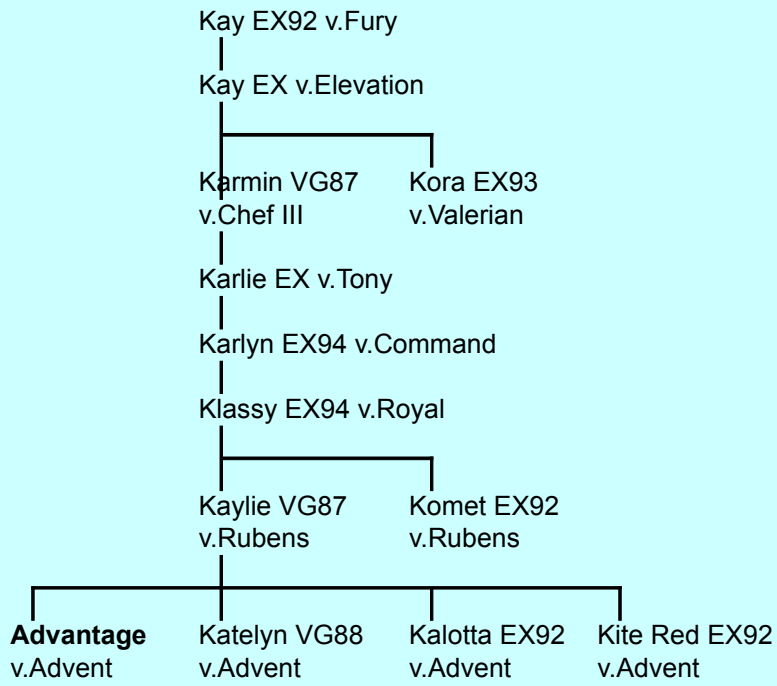 Kay EX92 v.Fury
Kay EX v.Elevation
Karmin VG87
v.Chef III
Kora EX93
v.Valerian
Karlie EX v.Tony
Karlyn EX94 v.Command
Klassy EX94 v.Royal
Kaylie VG87
v.Rubens
Komet EX92
v.Rubens
Advantage
v.Advent
Katelyn VG88
v.Advent
Kalotta EX92
v.Advent
Kite Red EX92
v.Advent